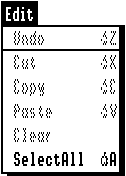 Edit
Undo Z
Cut X
Copy C
Paste V
Clear
SelectAll A